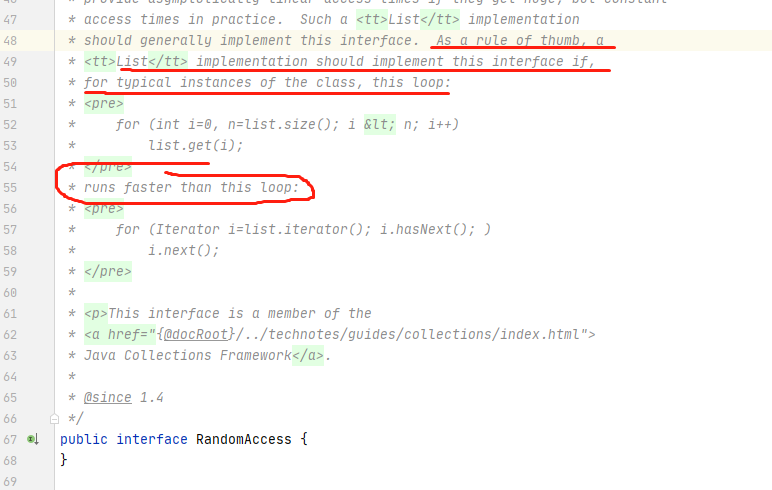 * provide asymptotically linear access times if they get huge, but constant
47 * access times in practice.  Such a <tt>List</tt> implementation
48 * should generally implement this interface.  As a rule of thumb, a
49 * <tt>List</tt> implementation should implement this interface if,
50 * for typical instances of the class, this loop:
51 * <pre>
52 *     for (int i=0, n=list.size(); i &lt; n; i++)
53 *         list.get(i);
54 * </pre>
55 * runs faster than this loop:
56 * <pre>
57 *     for (Iterator i=list.iterator(); i.hasNext(); )
58 *         i.next();
59 * </pre>
60 *
61 * <p>This interface is a member of the
62 * <a href="{@docRoot}/../technotes/guides/collections/index.html">
63 * Java Collections Framework</a>.
64 *
65 * @since 1.4
66 */
67 public interface RandomAccess {
68 }
69